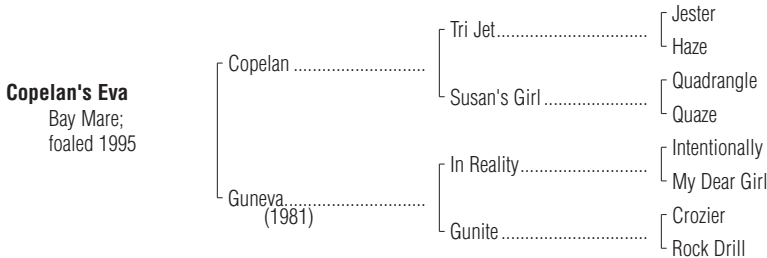 Jester
Tri Jet
Haze
Copelan
Quadrangle
Susan's Girl
Quaze
Copelan's Eva
Bay Mare;
foaled 1995
Intentionally
In Reality
My Dear Girl
Guneva
(1981)
Crozier
Gunite
Rock Drill